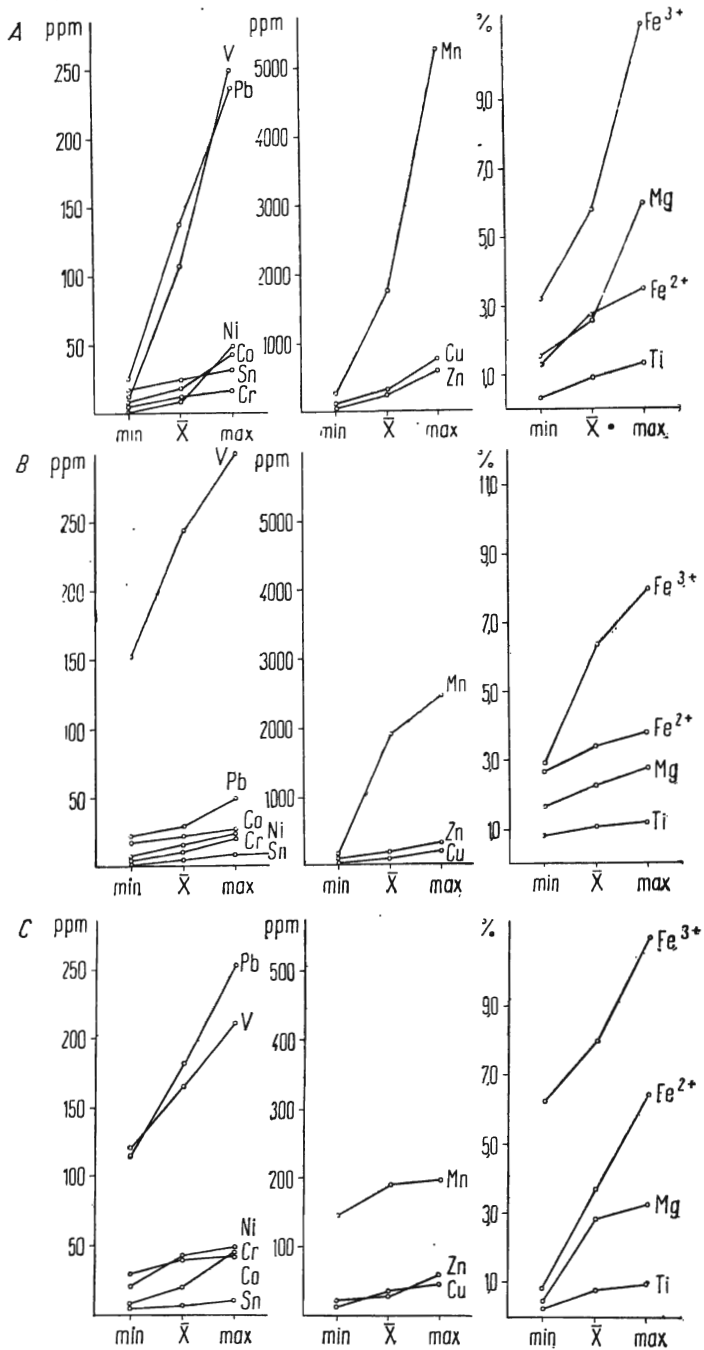 A
ppm
250
200
150
100
50
V
Pb
Ni
Co
Sn
Cr
min
X̅
max
ppm
5000
4000
3000
2000
1000
Mn
Cu
Zn
min
X̅
max
%
9,0
7,0
5,0
3,0
1,0
Fe3+
Mg
Fe2+
Ti
min
X̅
max
B
ppm
250
200
150
100
50
V
Pb
Co
Ni
Cr
Sn
min
X̅
max
ppm
5000
4000
3000
2000
1000
Mn
Zn
Cu
min
X̅
max
%
11,0
9,0
7,0
5,0
3,0
1,0
Fe3+
Fe2+
Mg
Ti
min
X̅
max
C
ppm
250
200
150
100
50
Pb
V
Ni
Cr
Co
Sn
min
X̅
max
ppm
500
400
300
200
100
Mn
Zn
Cu
min
X̅
max
%
9,0
7,0
5,0
3,0
1,0
Fe3+
Fe2+
Mg
Ti
min
X̅
max